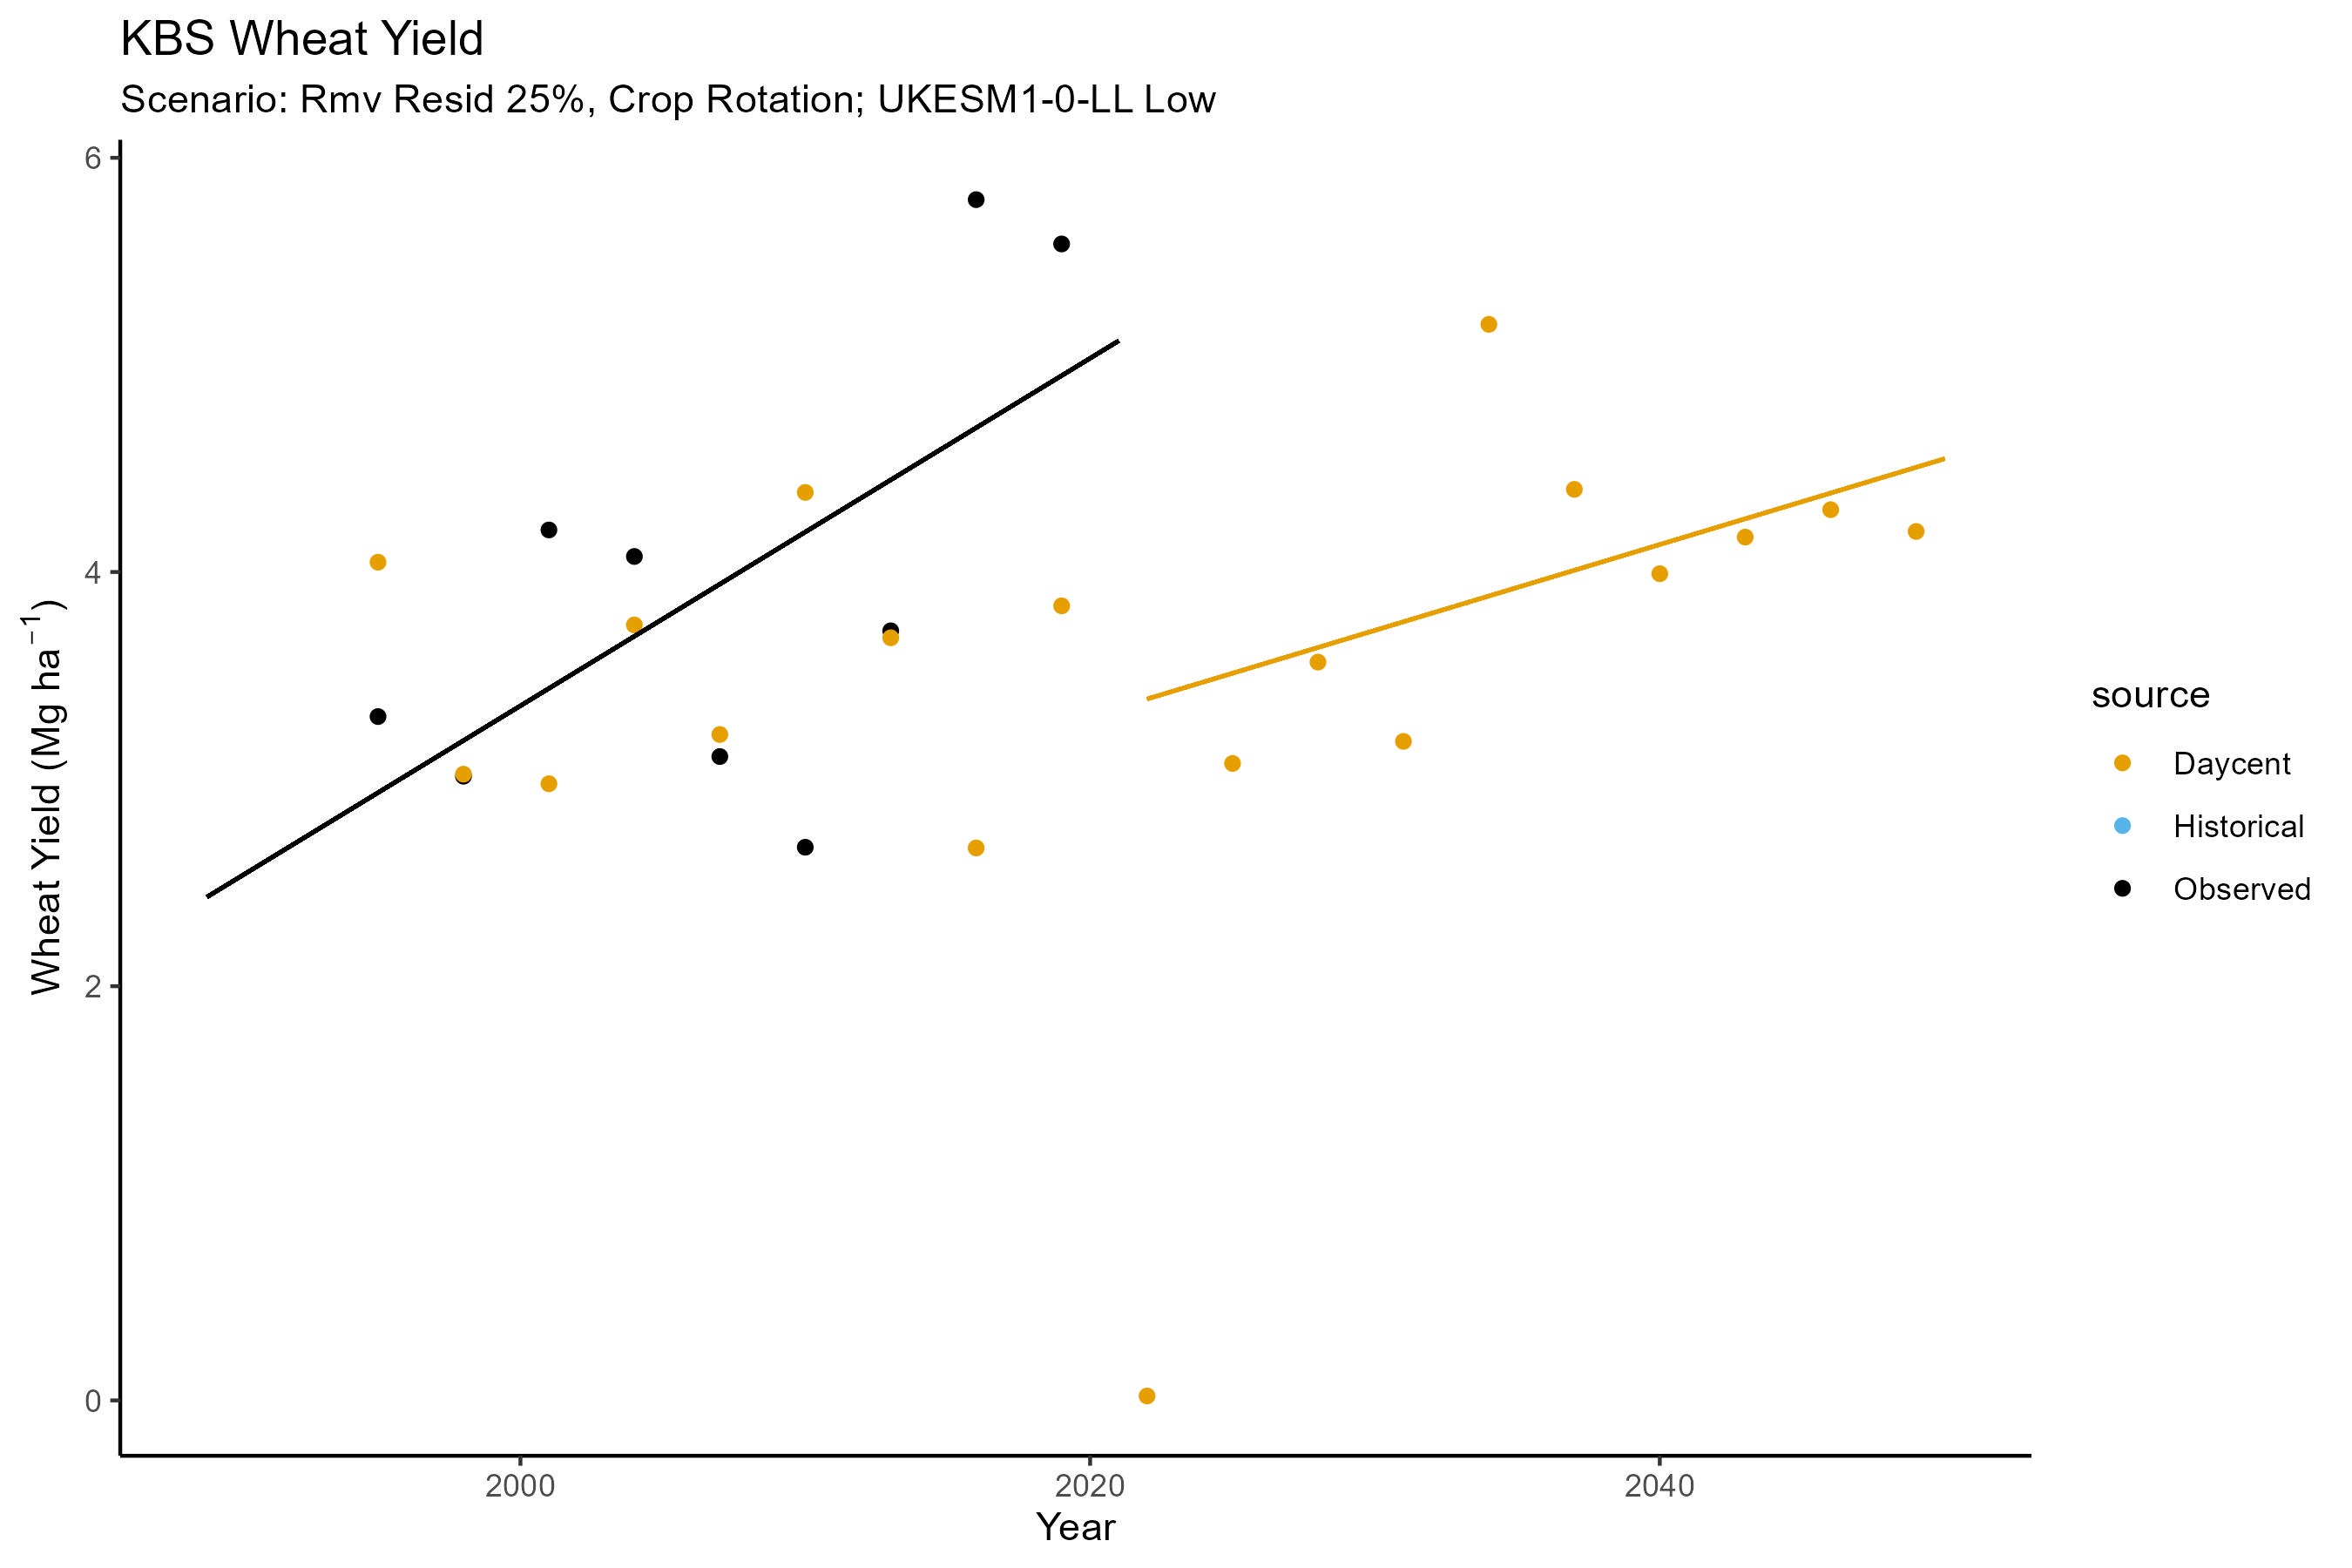 KBS Wheat Yield
Scenario: Rmv Resid 25%, Crop Rotation; UKESM1-0-LL Low
Wheat Yield (Mg ha⁻¹)
6
4
2
0
2000
2020
2040
Year
source
Daycent
Historical
Observed